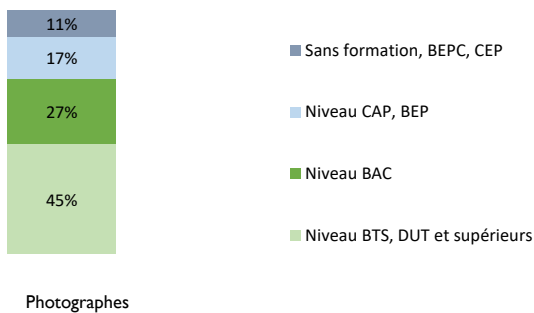 11%
17%
27%
45%
Sans formation, BEPC, CEP
Niveau CAP, BEP
Niveau BAC
Niveau BTS, DUT et supérieurs
Photographes